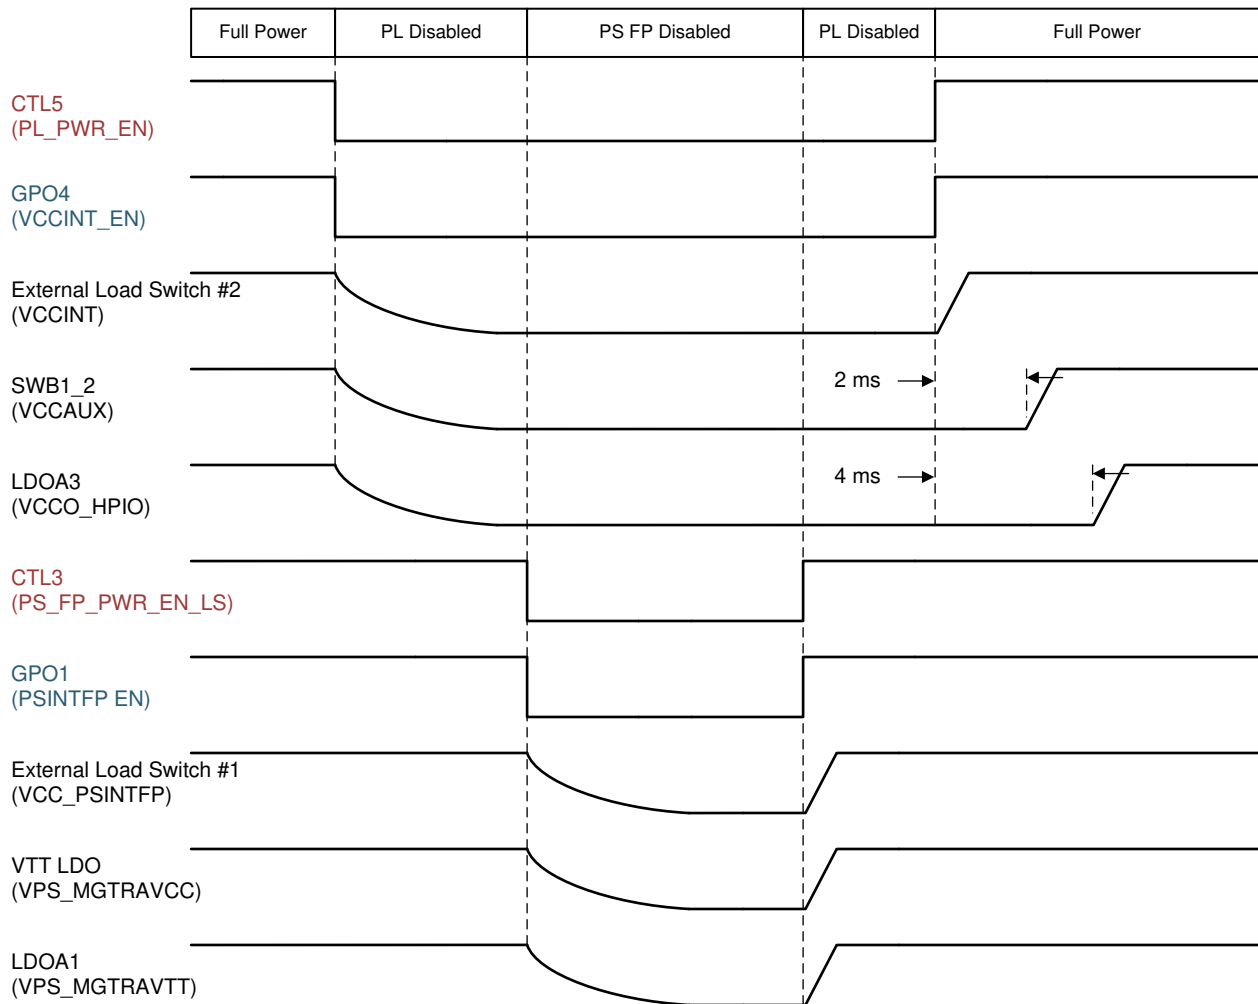 Full Power
PL Disabled
PS FP Disabled
PL Disabled
Full Power
CTL5
(PL_PWR_EN)
GPO4
(VCCINT_EN)
External Load Switch #2
(VCCINT)
SWB1_2
(VCCAUX)
2 ms
LDOA3
(VCCO_HPIO)
4 ms
CTL3
(PS_FP_PWR_EN_LS)
GPO1
(PSINTFP EN)
External Load Switch #1
(VCC_PSINTFP)
VTT LDO
(VPS_MGTRAVCC)
LDOA1
(VPS_MGTRAVTT)